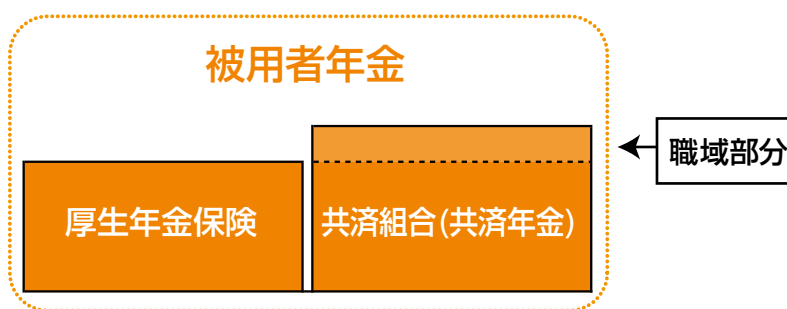 被用者年金
職域部分
厚生年金保険
共済組合(共済年金)